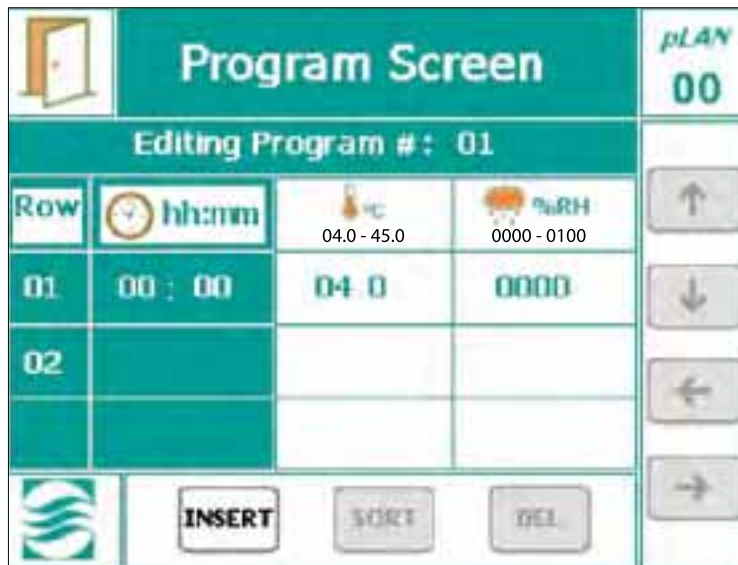 Program Screen
pLAN
00
Editing Program #: 01
Row hh:mm °C %RH
04.0 - 45.0 0000 - 0100
01 00 : 00 04 0 0000
02
INSERT SORT DEL